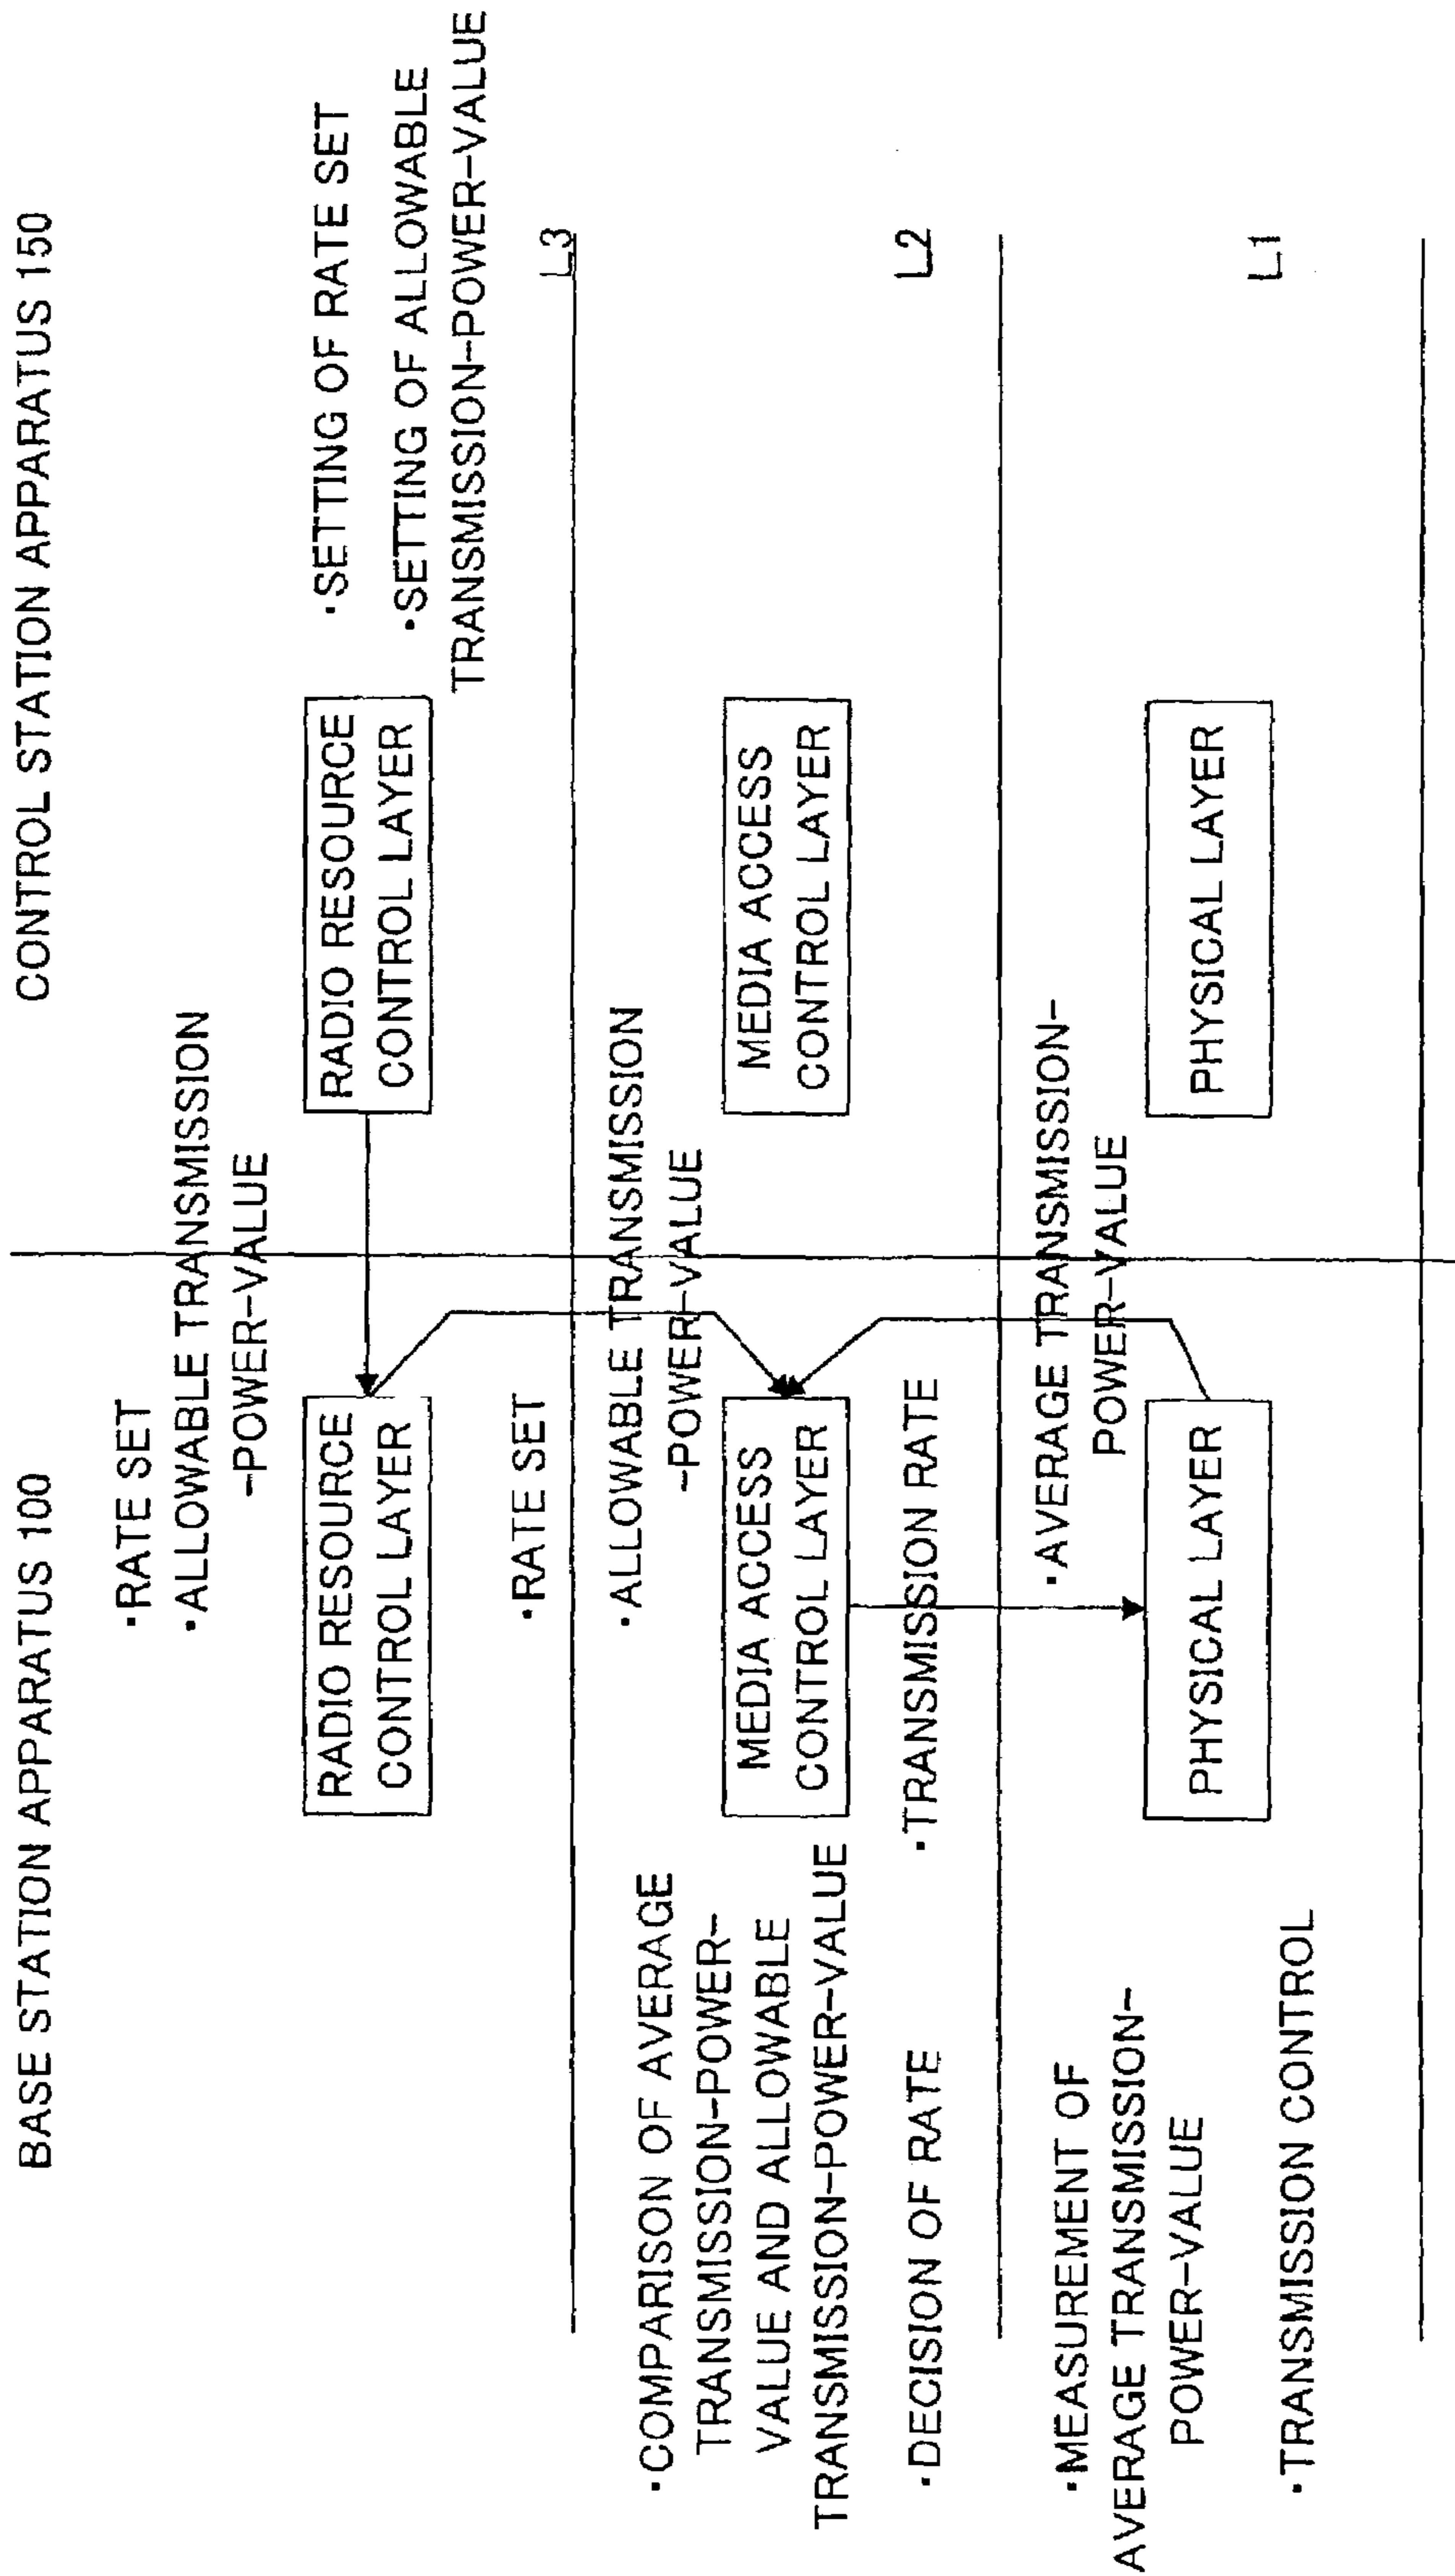 BASE STATION APPARATUS 100
CONTROL STATION APPARATUS 150
·RATE SET
·ALLOWABLE TRANSMISSION
-POWER-VALUE
RADIO RESOURCE
CONTROL LAYER
RADIO RESOURCE
CONTROL LAYER
·SETTING OF RATE SET
·SETTING OF ALLOWABLE
TRANSMISSION-POWER-VALUE
·RATE SET
L3
·ALLOWABLE TRANSMISSION
-POWER-VALUE
·COMPARISON OF AVERAGE
TRANSMISSION-POWER-
VALUE AND ALLOWABLE
TRANSMISSION-POWER-VALUE
MEDIA ACCESS
CONTROL LAYER
MEDIA ACCESS
CONTROL LAYER
·DECISION OF RATE
·TRANSMISSION RATE
L2
·AVERAGE TRANSMISSION-
POWER-VALUE
·MEASUREMENT OF
AVERAGE TRANSMISSION-
POWER-VALUE
PHYSICAL LAYER
PHYSICAL LAYER
L1
·TRANSMISSION CONTROL